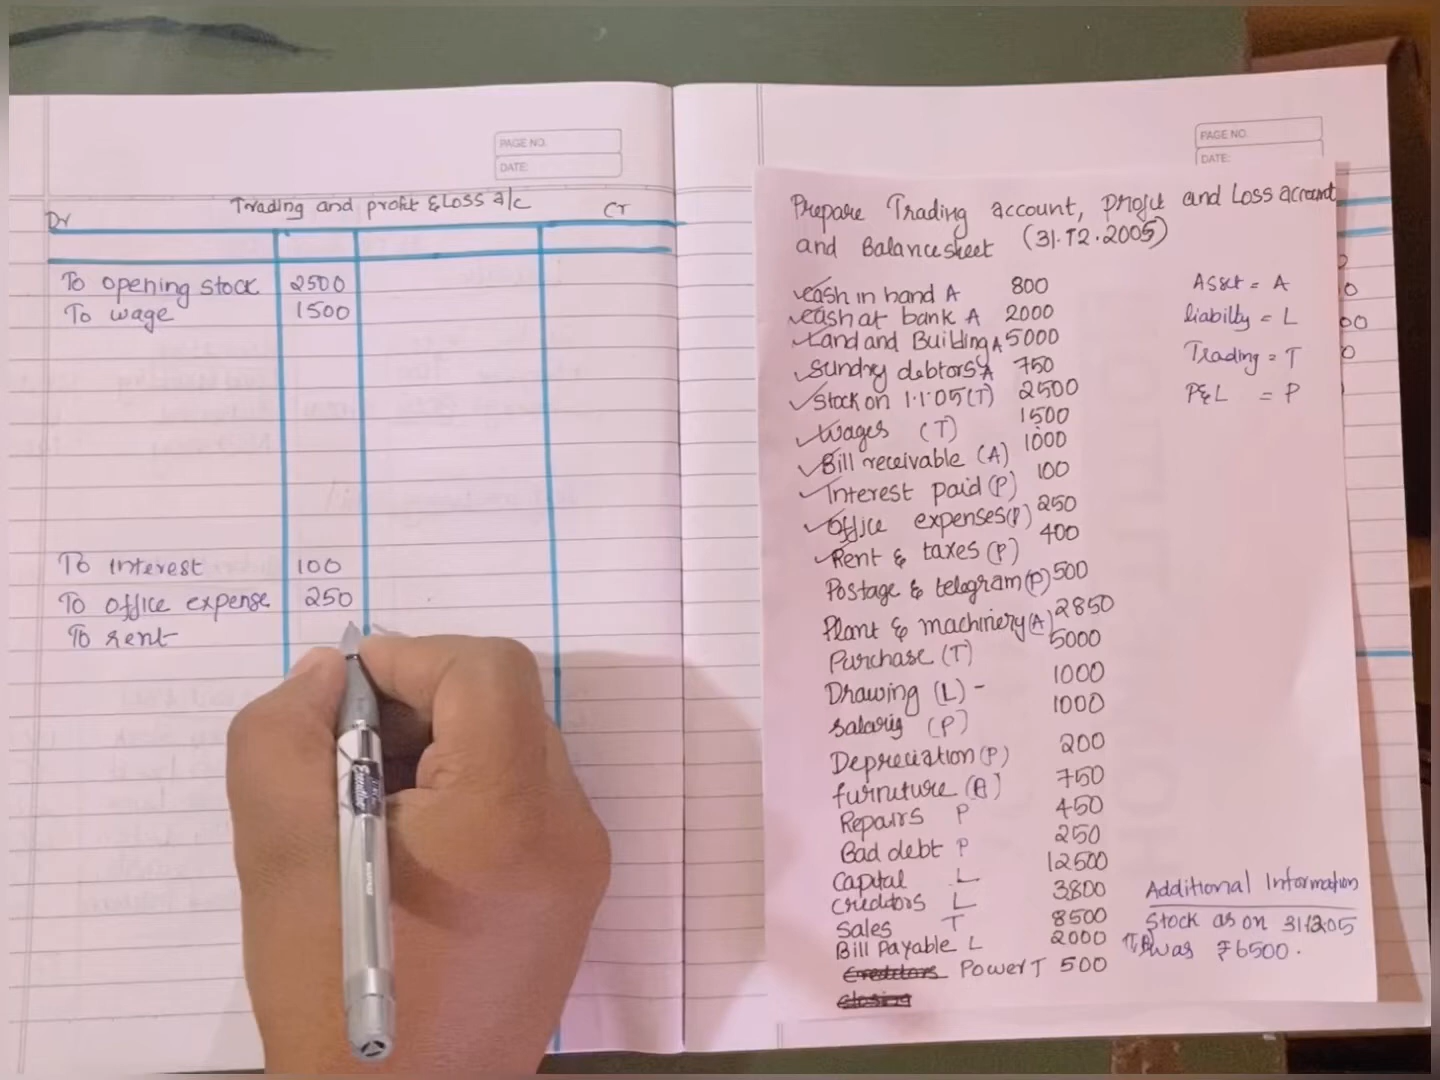 PAGE NO.
DATE:
Trading and profit & Loss a/c
Dr
Cr
To opening stock 2500
To wage 1500
To interest 100
To office expense 250
To rent
PAGE NO.
DATE:
Prepare Trading account, profit and Loss account
and Balancesheet (31.12.2005)
cash in hand A 800
cash at bank A 2000
Land and Building A 5000
Sundry debtors A 750
Stock on 1.1.05 (T) 2500
Wages (T) 1500
Bill receivable (A) 1000
Interest paid (P) 100
Office expenses (P) 250
Rent & taxes (P) 400
Postage & telegram (P) 500
Plant & machinery (A) 2850
Purchase (T) 5000
Drawing (L) - 1000
Salaris (P) 1000
Depreciation (P) 200
furniture (A) 750
Repairs P 450
Bad debt P 250
Capital L 12500
Creditors L 3800
Sales T 8500
Bill Payable L 2000
Creditors Power T 500
Closing
Asset = A
liabilty = L
Trading = T
P&L = P
Additional Information
Stock as on 31.12.05
was ₹6500.